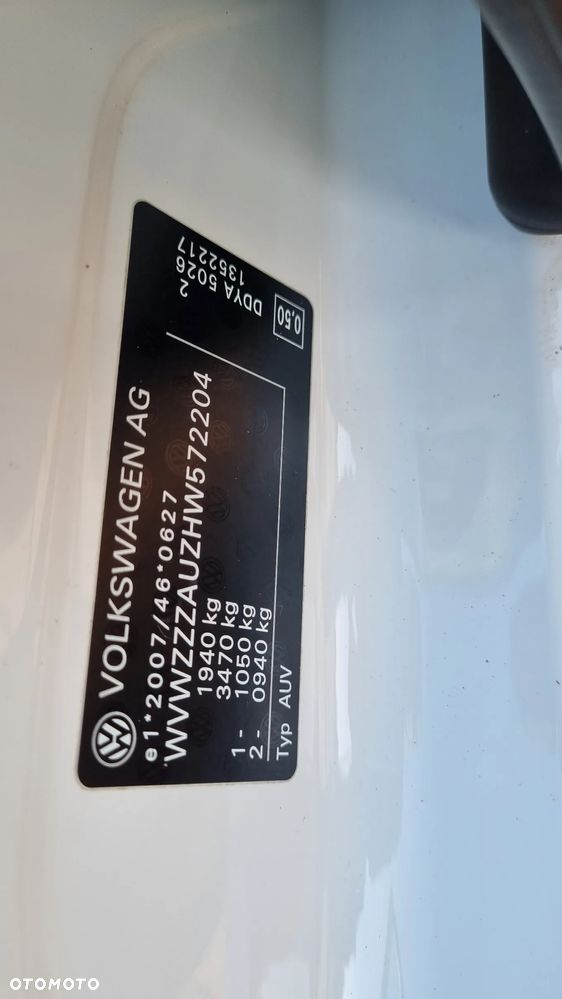 VOLKSWAGEN AG
e1*2007/46*0627
WVWZZZAUZHW572204
1940 kg
3470 kg
1 - 1050 kg
2 - 0940 kg
Typ AUV
2
DDYA 5026
1352217
0,50
OTOMOTO